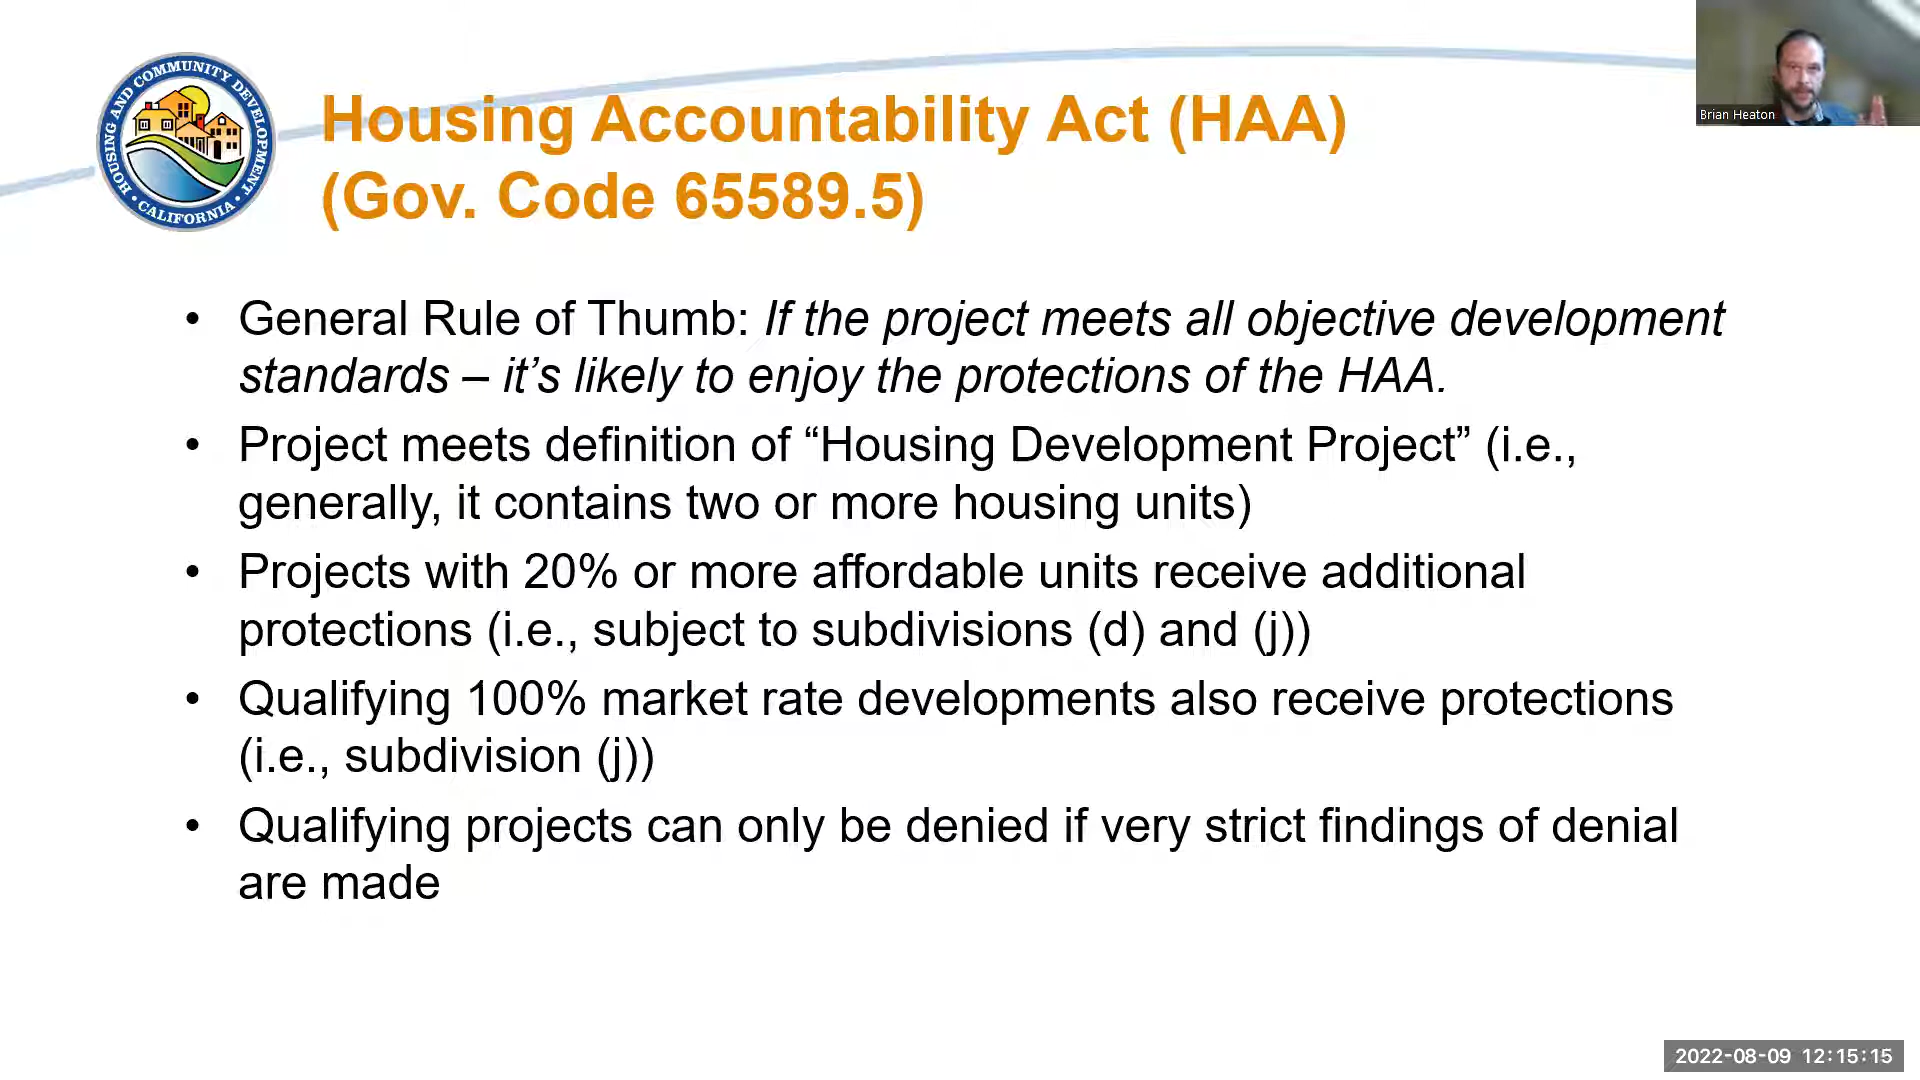 HOUSING AND COMMUNITY DEVELOPMENT
• CALIFORNIA •
Housing Accountability Act (HAA)
(Gov. Code 65589.5)
Brian Heaton
• General Rule of Thumb: If the project meets all objective development
standards – it’s likely to enjoy the protections of the HAA.
• Project meets definition of “Housing Development Project” (i.e.,
generally, it contains two or more housing units)
• Projects with 20% or more affordable units receive additional
protections (i.e., subject to subdivisions (d) and (j))
• Qualifying 100% market rate developments also receive protections
(i.e., subdivision (j))
• Qualifying projects can only be denied if very strict findings of denial
are made
2022-08-09 12:15:15